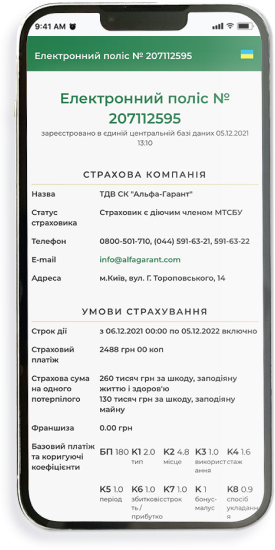 9:41 AM
Електронний поліс № 207112595
Електронний поліс №
207112595
зареєстровано в єдиній центральній базі даних 05.12.2021
13:10
СТРАХОВА КОМПАНІЯ
Назва ТДВ СК "Альфа-Гарант"
Статус страховика Страховик є діючим членом МТСБУ
Телефон 0800-501-710, (044) 591-63-21, 591-63-22
E-mail info@alfagarant.com
Адреса м.Київ, вул. Г. Тороповського, 14
УМОВИ СТРАХУВАННЯ
Строк дії з 06.12.2021 00:00 по 05.12.2022 включно
Страховий платіж 2488 грн 00 коп
Страхова сума на одного потерпілого 260 тисяч грн за шкоду, заподіяну
життю і здоров'ю
130 тисяч грн за шкоду, заподіяну
майну
Франшиза 0.00 грн
Базовий платіж та коригуючі коефіцієнти
БП 180 К1 2.0 К2 4.8 К3 1.0 К4 1.6
тип місце використ стаж
ання
К5 1.0 К6 1.0 К7 1.0 К 1 К8 0.9
період збитковіс строк бонус- спосіб
ть / малус укладанн
прибутко я